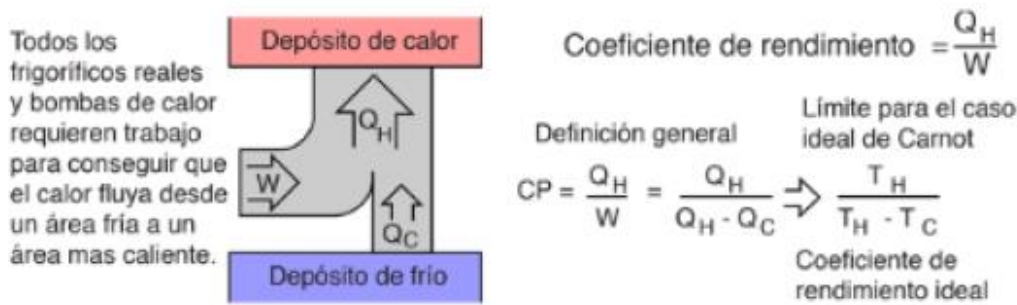 Todos los
frigoríficos reales
y bombas de calor
requieren trabajo
para conseguir que
el calor fluya desde
un área fría a un
área mas caliente.
Depósito de calor
Q_H
W
Q_C
Depósito de frío
Coeficiente de rendimiento = Q_H / W
Definición general
Límite para el caso
ideal de Carnot
CP = Q_H / W = Q_H / (Q_H - Q_C) ⇒ T_H / (T_H - T_C)
Coeficiente de
rendimiento ideal